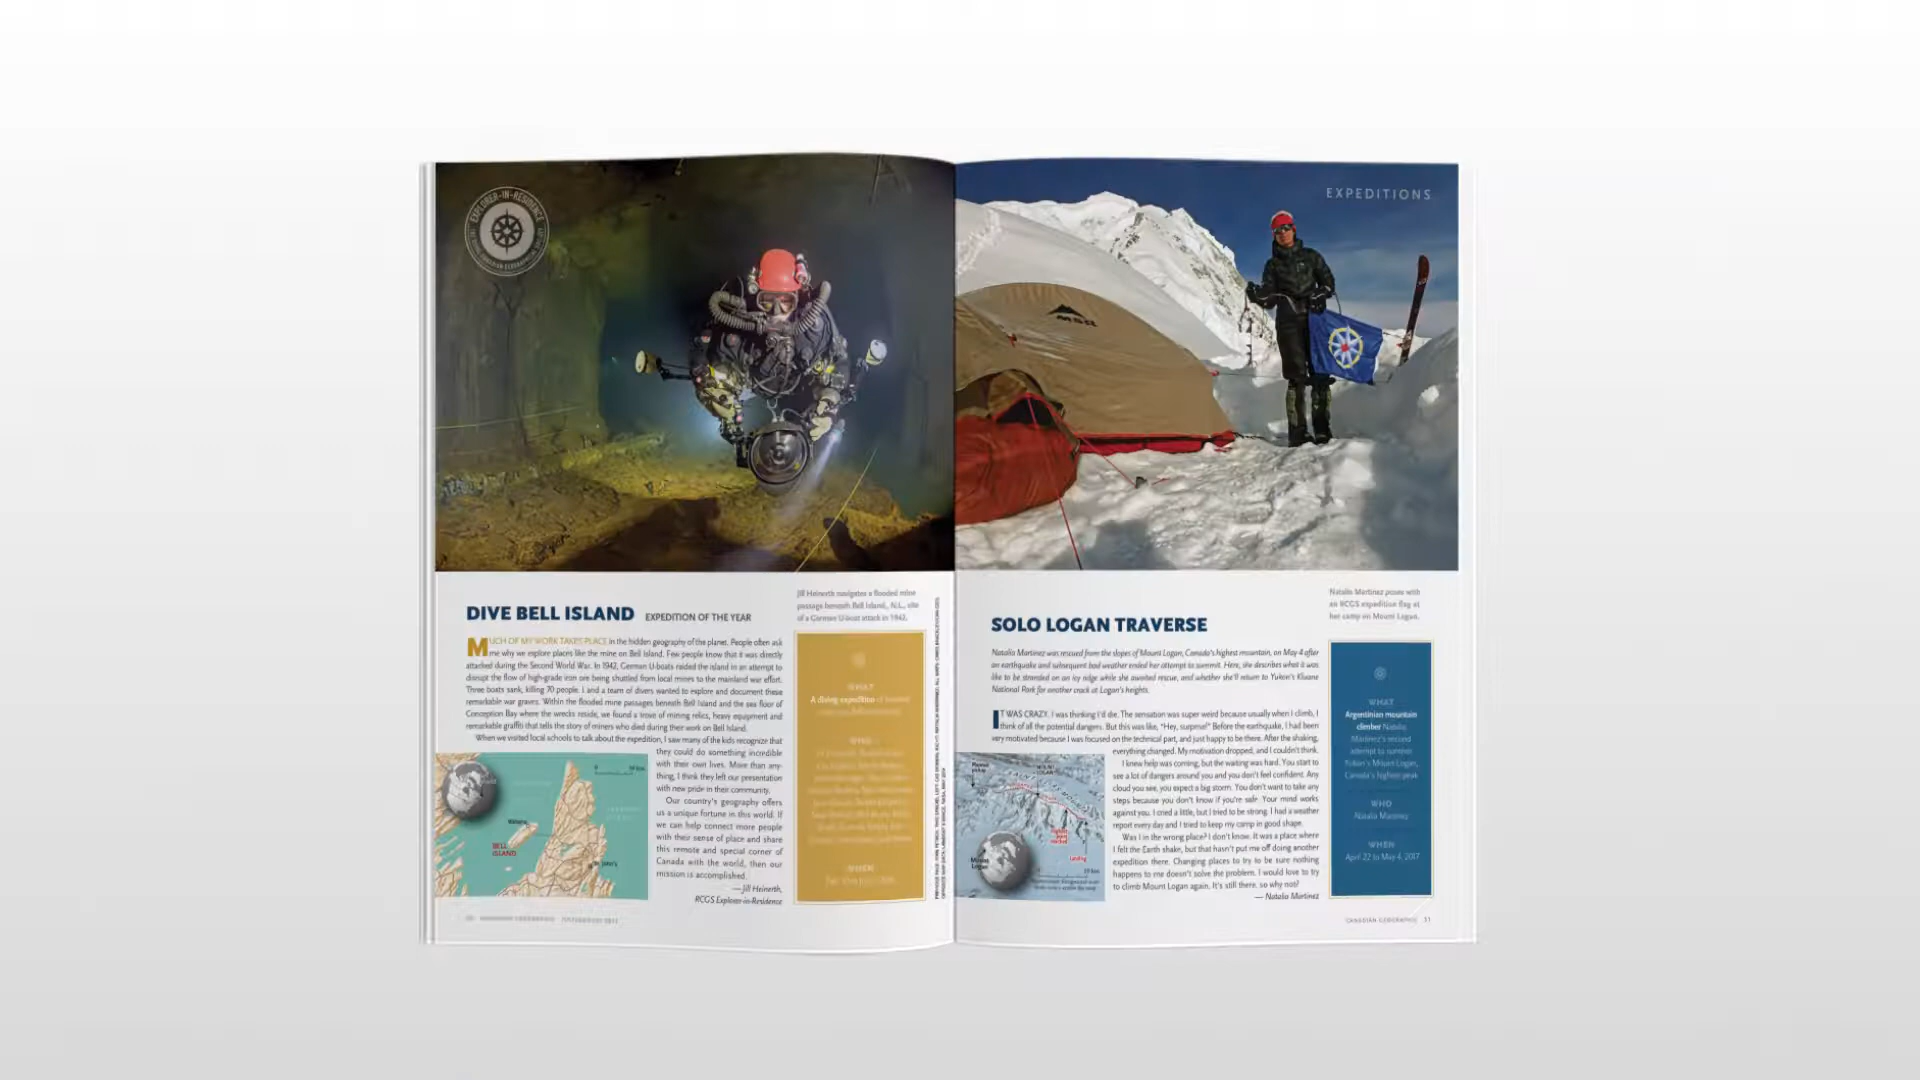 EXPLORER-IN-RESIDENCE
EXPEDITIONS
MSR
DIVE BELL ISLAND EXPEDITION OF THE YEAR
Jill Heinerth navigates a flooded mine
passage beneath Bell Island, N.L., site
of a German U-boat attack in 1942.
MUCH OF MY WORK TAKES PLACE in the hidden geography of the planet. People often ask
me why we explore places like the mine on Bell Island. Few people know that it was directly
attacked during the Second World War. In 1942, German U-boats raided the island in an attempt to
disrupt the flow of high-grade iron ore being shuttled from local mines to the mainland war effort.
Three boats sank, killing 70 people. I and a team of divers wanted to explore and document these
remarkable war graves. Within the flooded mine passages beneath Bell Island and the sea floor of
Conception Bay where the wrecks reside, we found a trove of mining relics, heavy equipment and
remarkable graffiti that tells the story of miners who died during their work on Bell Island.
When we visited local schools to talk about the expedition, I saw many of the kids recognize that
they could do something incredible
with their own lives. More than any-
thing, I think they left our presentation
with new pride in their community.
Our country's geography offers
us a unique fortune in this world. If
we can help connect more people
with their sense of place and share
this remote and special corner of
Canada with the world, then our
mission is accomplished.
— Jill Heinerth,
RCGS Explorer-in-Residence
BELL
ISLAND
St. John's
WHAT
A diving expedition
WHO
WHEN
SOLO LOGAN TRAVERSE
Natalia Martinez poses with
an RCGS expedition flag at
her camp on Mount Logan.
Natalia Martinez was rescued from the slopes of Mount Logan, Canada's highest mountain, on May 4 after
an earthquake and subsequent bad weather ended her attempt to summit. Here, she describes what it was
like to be stranded on an icy ridge while she awaited rescue, and whether she'll return to Yukon's Kluane
National Park for another crack at Logan's heights.
IT WAS CRAZY. I was thinking I'd die. The sensation was super weird because usually when I climb, I
think of all the potential dangers. But this was like, "Hey, surprise!" Before the earthquake, I had been
very motivated because I was focused on the technical part, and just happy to be there. After the shaking,
everything changed. My motivation dropped, and I couldn't think.
I knew help was coming, but the waiting was hard. You start to
see a lot of dangers around you and you don't feel confident. Any
cloud you see, you expect a big storm. You don't want to take any
steps because you don't know if you're safe. Your mind works
against you. I cried a little, but I tried to be strong. I had a weather
report every day and I tried to keep my camp in good shape.
Was I in the wrong place? I don't know. It was a place where
I felt the Earth shake, but that hasn't put me off doing another
expedition there. Changing places to try to be sure nothing
happens to me doesn't solve the problem. I would love to try
to climb Mount Logan again. It's still there, so why not?
— Natalia Martinez
MOUNT
LOGAN
Mount
Logan
landing
WHAT
Argentinian mountain
climber Natalia
Martinez's second
attempt to summit
Yukon's Mount Logan,
Canada's highest peak
WHO
Natalia Martinez
WHEN
April 22 to May 4, 2017
CANADIAN GEOGRAPHIC